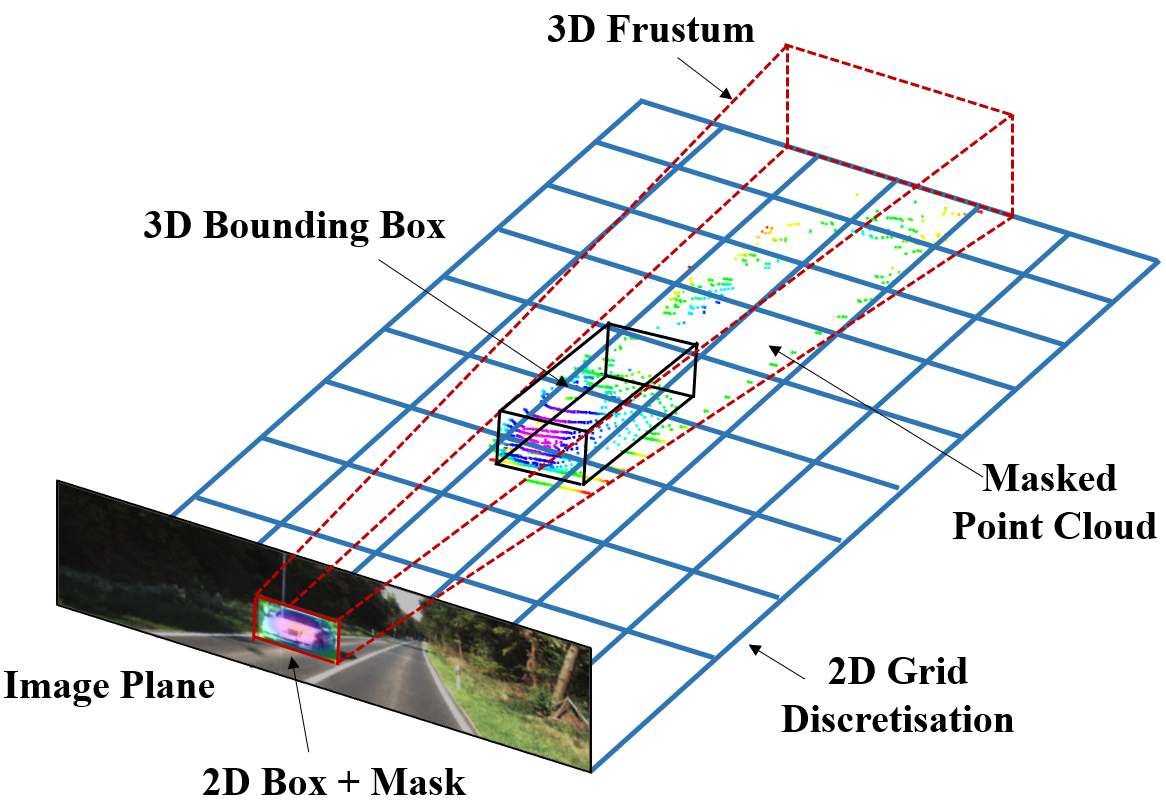 3D Frustum
3D Bounding Box
Masked
Point Cloud
Image Plane
2D Grid
Discretisation
2D Box + Mask